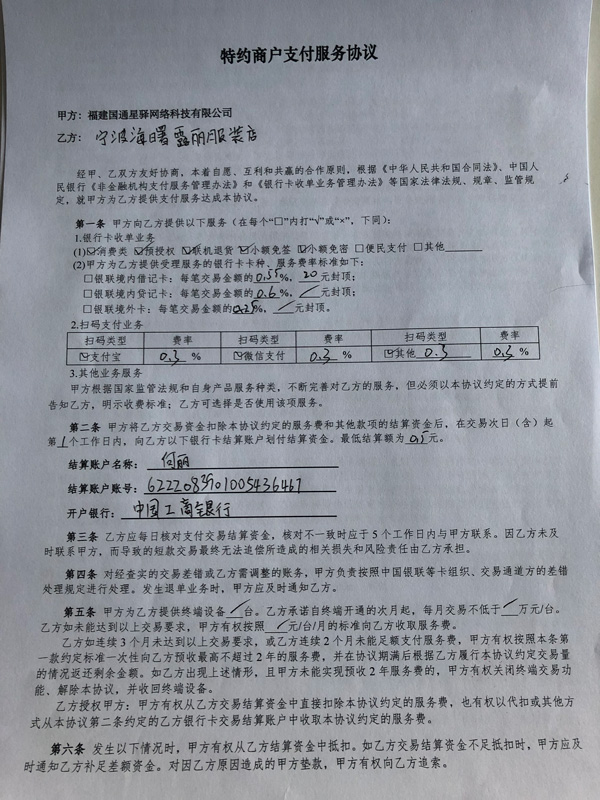 特约商户支付服务协议
甲方：福建国通星驿网络科技有限公司
乙方：宁波海曙露丽服装店
经甲、乙双方友好协商，本着自愿、互利和共赢的合作原则，根据《中华人民共和国合同法》、中国人
民银行《非金融机构支付服务管理办法》和《银行卡收单业务管理办法》等国家法律法规、规章、监管规
定，就甲方为乙方提供支付服务达成本协议。
第一条 甲方向乙方提供以下服务（在每个“□”内打“√”或“×”，下同）：
1.银行卡收单业务
(1)☑消费类 ☑预授权 ☑联机退货 ☑小额免签 ☑小额免密 □便民支付 □其他
(2)甲方为乙方提供受理服务的银行卡卡种、服务费率标准如下：
□银联境内借记卡：每笔交易金额的0.55%，20元封顶；
□银联境内贷记卡：每笔交易金额的0.6%，/元封顶；
□银联境外卡：每笔交易金额的%，/元封顶。
2.扫码支付业务
扫码类型 费率 扫码类型 费率 扫码类型 费率
☑支付宝 0.3 % ☑微信支付 0.3 % ☑其他 0.3 0.3 %
3.其他业务服务
甲方根据国家监管法规和自身产品服务种类，不断完善对乙方的服务，但必须以本协议约定的方式提前
告知乙方，明示收费标准；乙方可选择是否使用该项服务。
第二条 甲方将乙方交易资金扣除本协议约定的服务费和其他款项的结算资金后，在交易次日（含）起
第1个工作日内，向乙方以下银行卡结算账户划付结算资金。最低结算额为元。
结算账户名称：何丽
结算账户账号：6222083901005436467
开户银行：中国工商银行
第三条 乙方应每日核对支付交易结算资金，核对不一致时应于 5 个工作日内与甲方联系。因乙方未及
时联系甲方，而导致的短款交易最终无法追偿所造成的相关损失和风险责任由乙方承担。
第四条 对经查实的交易差错或乙方需调整的账务，甲方负责按照中国银联等卡组织、交易通道方的差错
处理规定进行处理。发生退单业务时，甲方应及时通知乙方。
第五条 甲方为乙方提供终端设备/台。乙方承诺自终端开通的次月起，每月交易不低于/万元/台。
乙方如未能达到以上交易要求，甲方有权按照/元/台/月的标准向乙方收取服务费。
乙方如连续 3 个月未达到以上交易要求，或乙方连续 2 个月未能足额支付服务费，甲方有权按照本条第
一款约定标准一次性向乙方预收最高不超过 2 年的服务费，并在协议期满后根据乙方履行本协议约定交易量
的情况返还剩余金额。如乙方出现上述情形，且甲方未能实现预收 2 年服务费的，甲方有权关闭终端交易功
能、解除本协议，并收回终端设备。
乙方授权甲方：甲方有权从乙方交易结算资金中直接扣除本协议约定的服务费，也有权以代扣或其他方
式从本协议第二条约定的乙方银行卡交易结算账户中收取本协议约定的服务费。
第六条 发生以下情况时，甲方有权从乙方结算资金中抵扣。如乙方交易结算资金不足抵扣时，甲方应及
时通知乙方补足差额资金。对因乙方原因造成的甲方垫款，甲方有权向乙方追索。